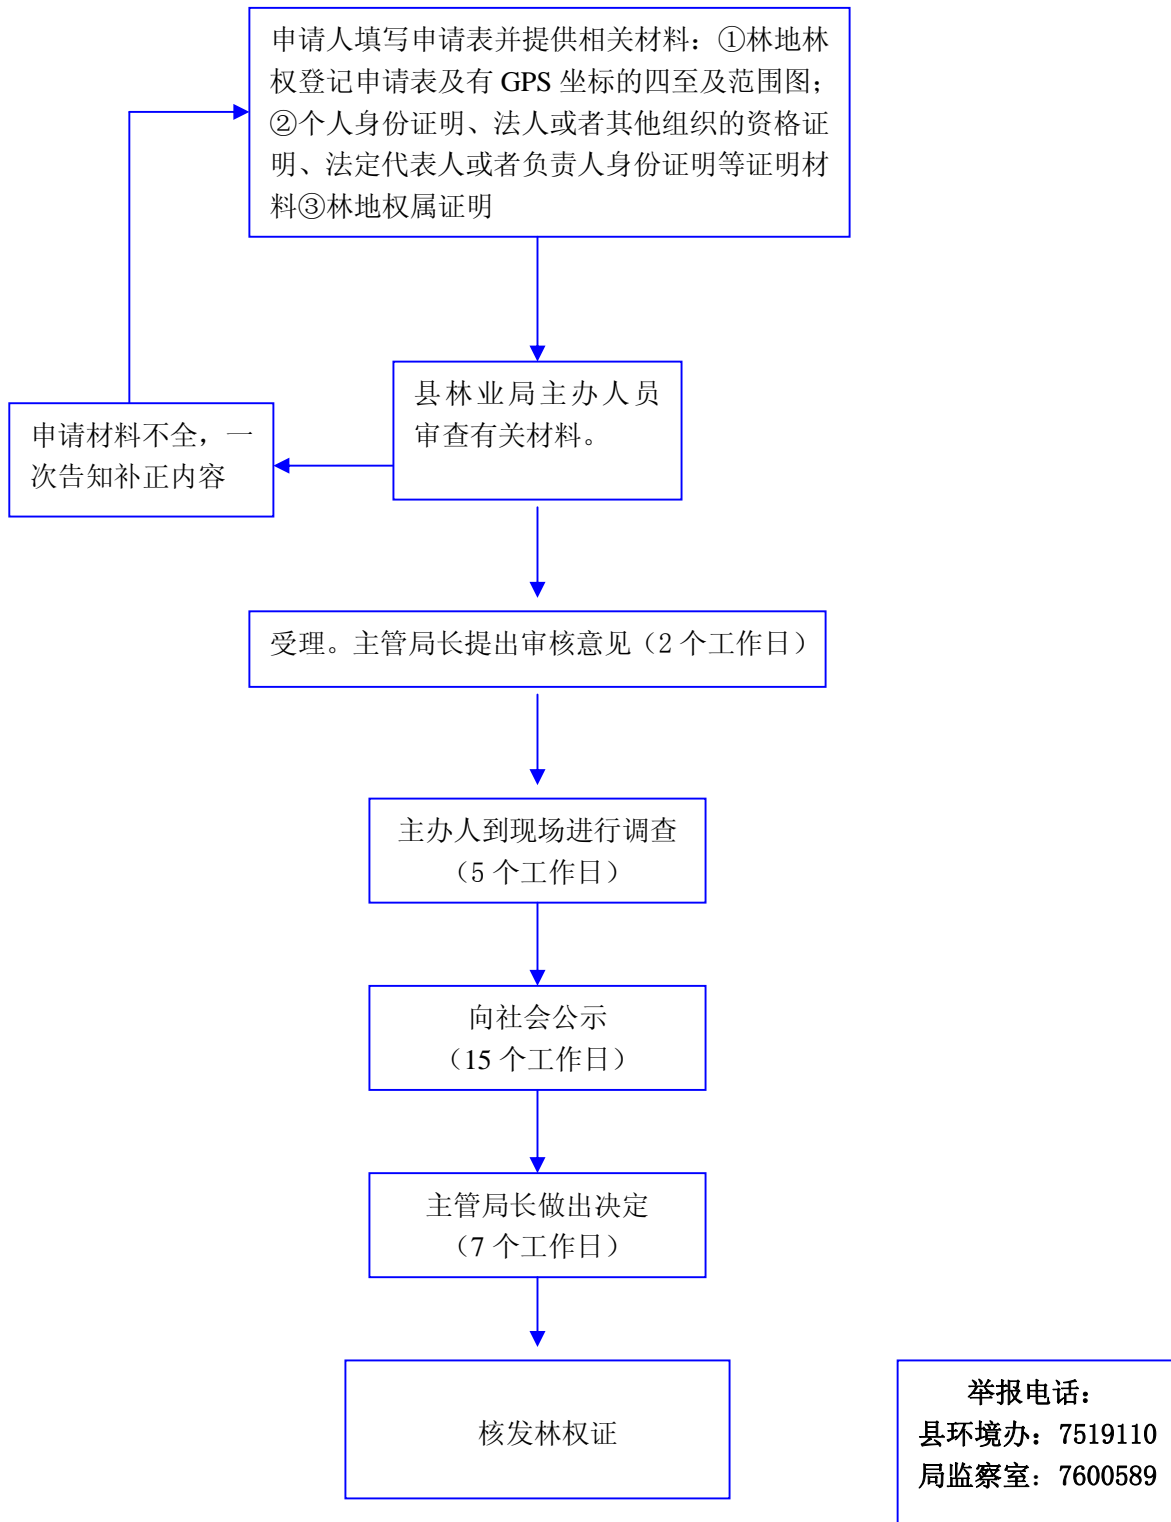 申请人填写申请表并提供相关材料：①林地林
权登记申请表及有 GPS 坐标的四至及范围图；
②个人身份证明、法人或者其他组织的资格证
明、法定代表人或者负责人身份证明等证明材
料③林地权属证明
县林业局主办人员
审查有关材料。
申请材料不全，一
次告知补正内容
受理。主管局长提出审核意见（2 个工作日）
主办人到现场进行调查
（5 个工作日）
向社会公示
（15 个工作日）
主管局长做出决定
（7 个工作日）
核发林权证
举报电话：
县环境办：7519110
局监察室：7600589